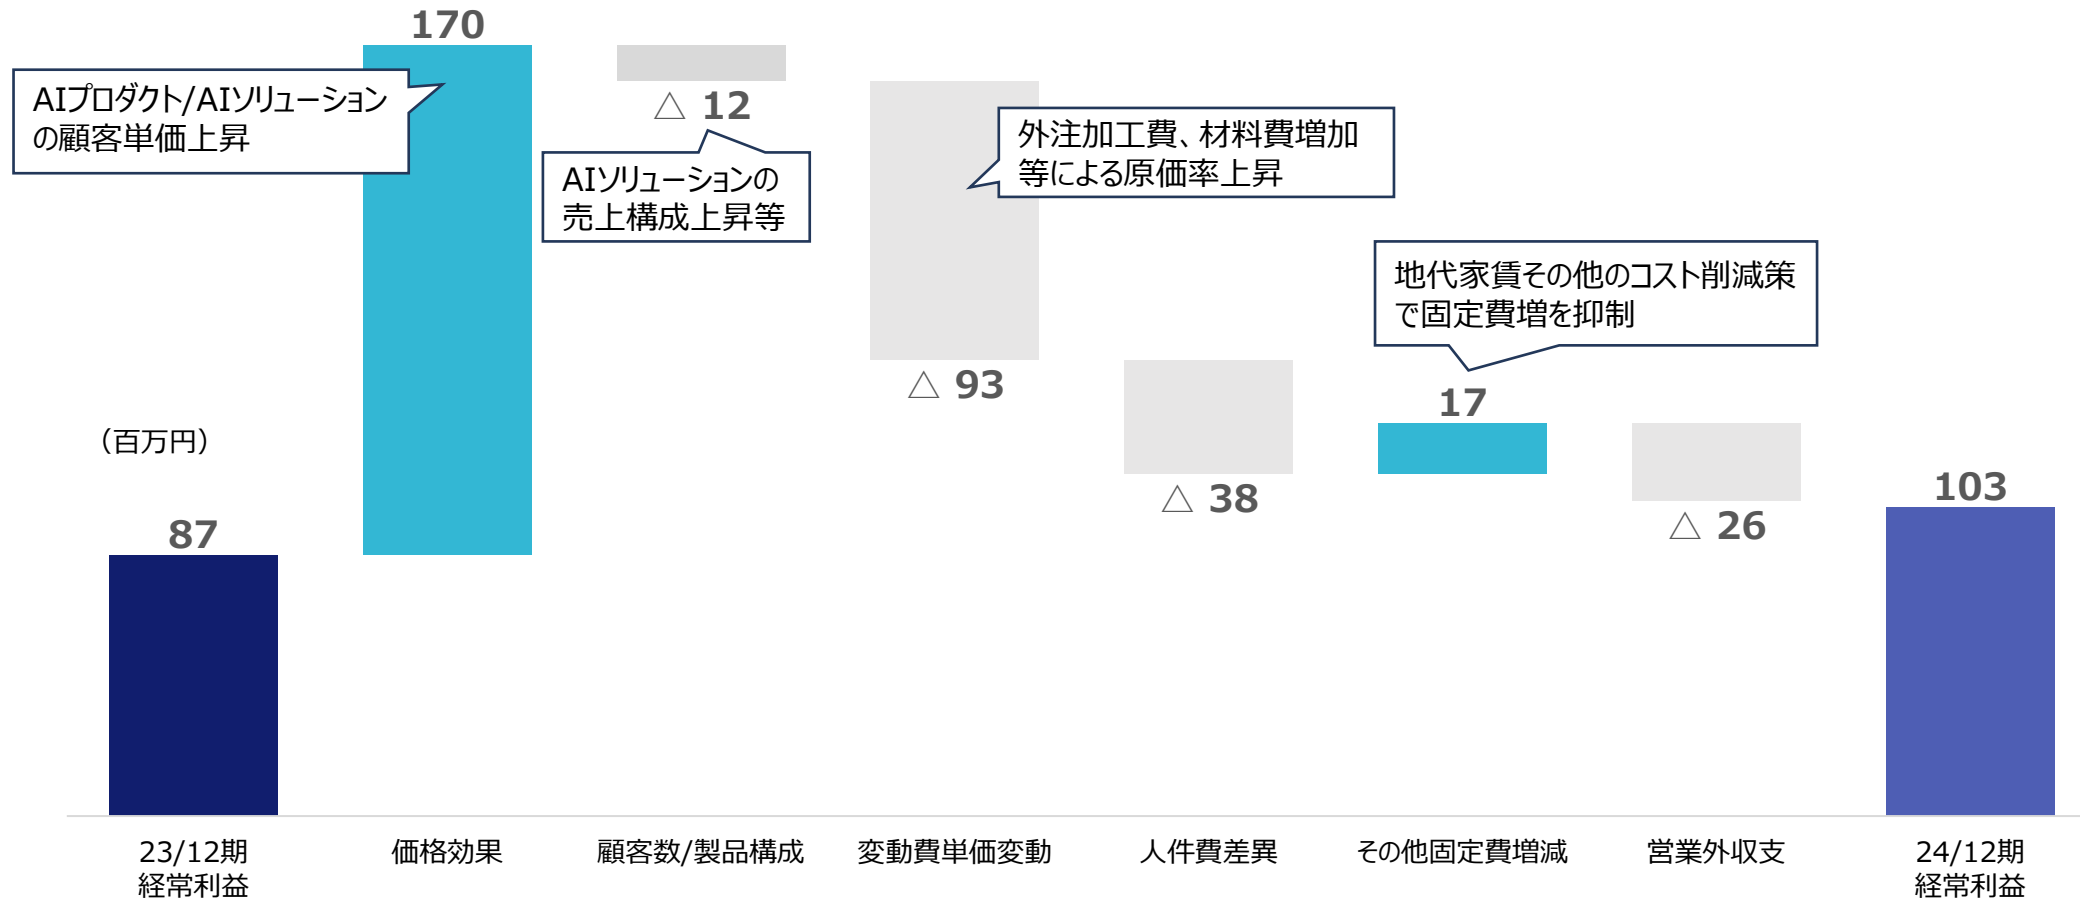 170
AIプロダクト/AIソリューション
の顧客単価上昇
△ 12
AIソリューションの
売上構成上昇等
外注加工費、材料費増加
等による原価率上昇
地代家賃その他のコスト削減策
で固定費増を抑制
△ 93
17
（百万円）
△ 38
103
△ 26
87
23/12期
経常利益
価格効果
顧客数/製品構成
変動費単価変動
人件費差異
その他固定費増減
営業外収支
24/12期
経常利益